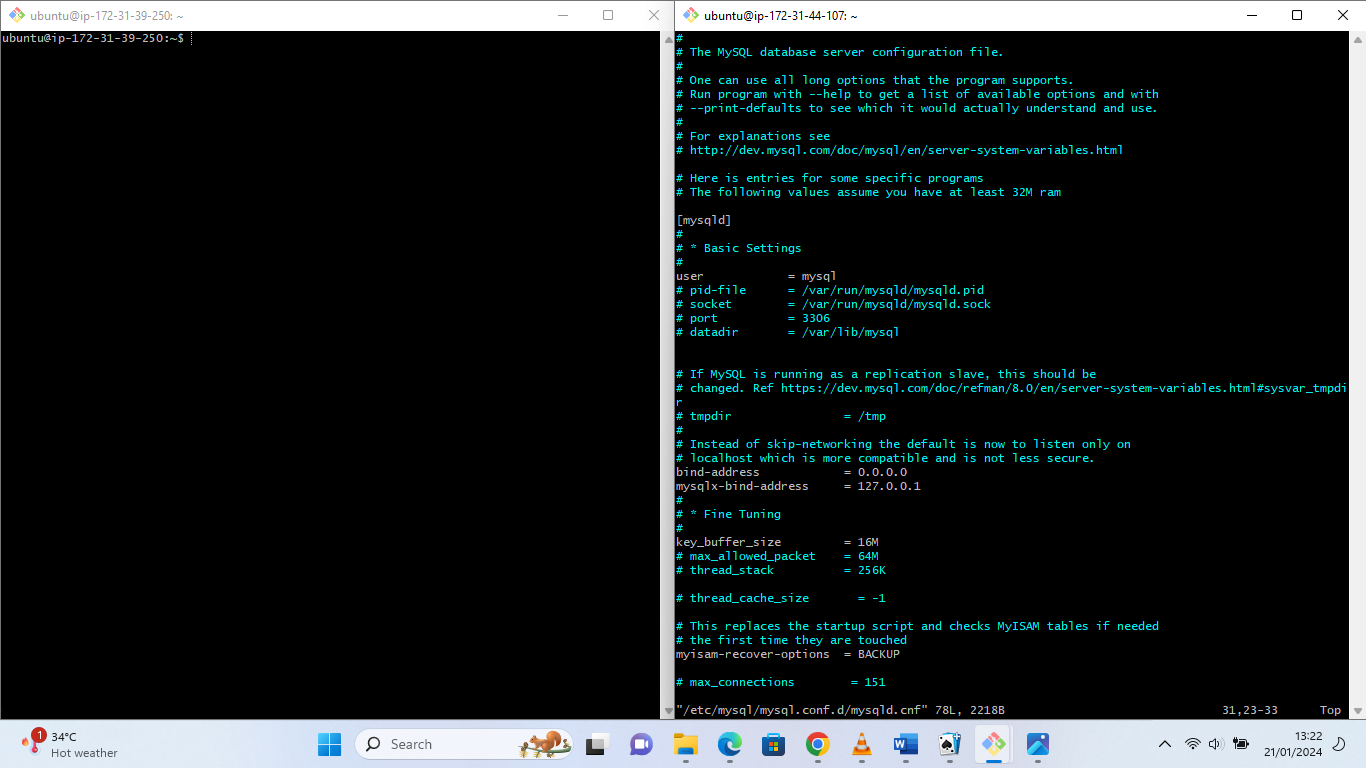 ubuntu@ip-172-31-39-250: ~
ubuntu@ip-172-31-39-250:~$
ubuntu@ip-172-31-44-107: ~
#
# The MySQL database server configuration file.
#
# One can use all long options that the program supports.
# Run program with --help to get a list of available options and with
# --print-defaults to see which it would actually understand and use.
#
# For explanations see
# http://dev.mysql.com/doc/mysql/en/server-system-variables.html
# Here is entries for some specific programs
# The following values assume you have at least 32M ram
[mysqld]
#
# * Basic Settings
#
user            = mysql
# pid-file      = /var/run/mysqld/mysqld.pid
# socket        = /var/run/mysqld/mysqld.sock
# port          = 3306
# datadir       = /var/lib/mysql
# If MySQL is running as a replication slave, this should be
# changed. Ref https://dev.mysql.com/doc/refman/8.0/en/server-system-variables.html#sysvar_tmpdi
r
# tmpdir                = /tmp
#
# Instead of skip-networking the default is now to listen only on
# localhost which is more compatible and is not less secure.
bind-address            = 0.0.0.0
mysqlx-bind-address     = 127.0.0.1
#
# * Fine Tuning
#
key_buffer_size         = 16M
# max_allowed_packet    = 64M
# thread_stack          = 256K
# thread_cache_size       = -1
# This replaces the startup script and checks MyISAM tables if needed
# the first time they are touched
myisam-recover-options  = BACKUP
# max_connections        = 151
"/etc/mysql/mysql.conf.d/mysqld.cnf" 78L, 2218B 31,23-33 Top
1
34°C
Hot weather
Search
13:22
21/01/2024